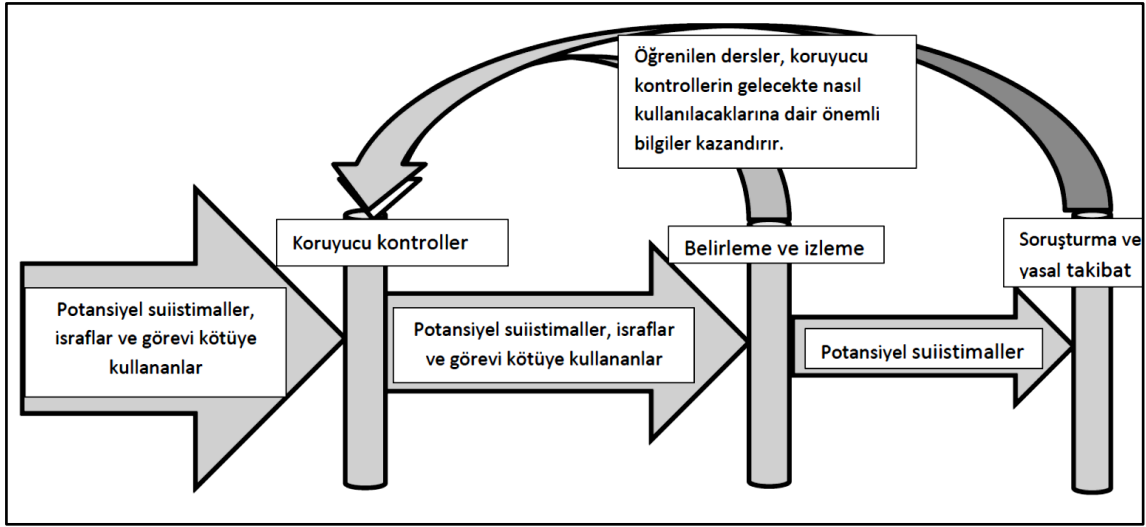 Öğrenilen dersler, koruyucu
kontrollerin gelecekte nasıl
kullanılacaklarına dair önemli
bilgiler kazandırır.
Koruyucu kontroller
Belirleme ve izleme
Soruşturma ve
yasal takibat
Potansiyel suiistimaller,
israflar ve görevi kötüye
kullananlar
Potansiyel suiistimaller, israflar
ve görevi kötüye kullananlar
Potansiyel suiistimaller